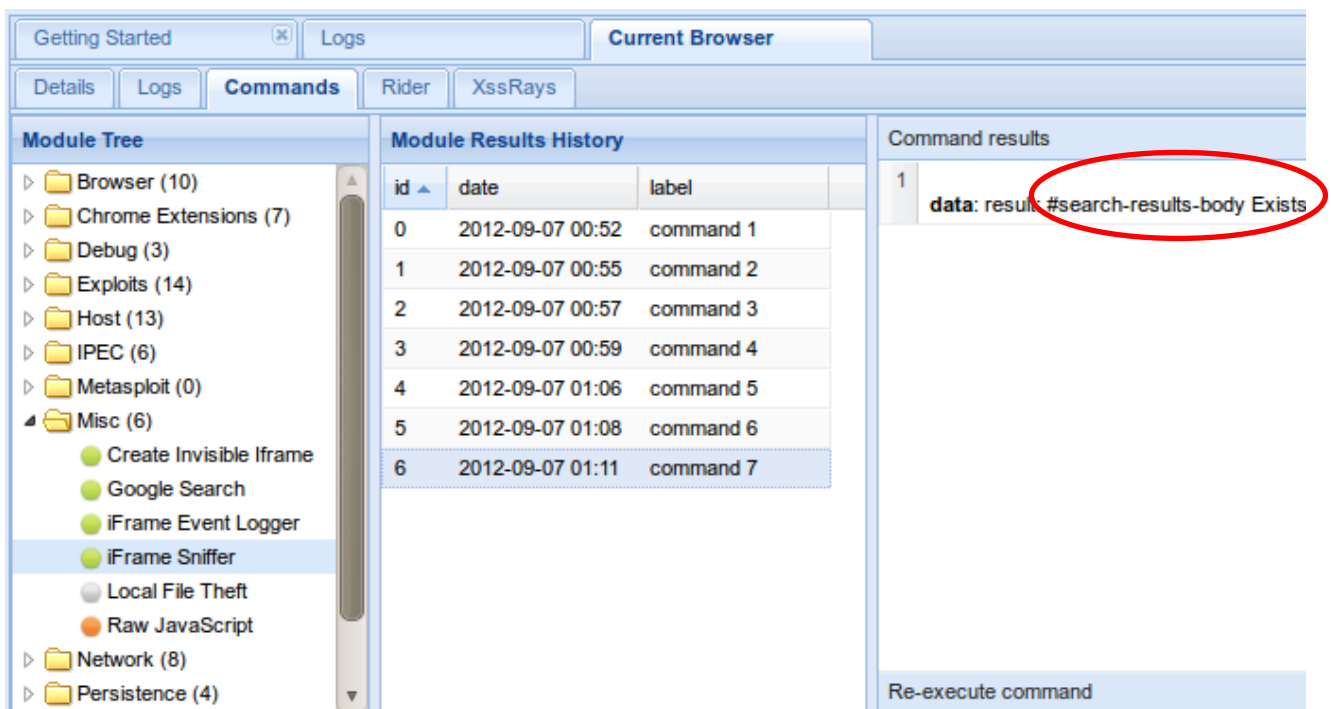 Getting Started Logs Current Browser
Details Logs Commands Rider XssRays
Module Tree
Browser (10)
Chrome Extensions (7)
Debug (3)
Exploits (14)
Host (13)
IPEC (6)
Metasploit (0)
Misc (6)
Create Invisible Iframe
Google Search
iFrame Event Logger
iFrame Sniffer
Local File Theft
Raw JavaScript
Network (8)
Persistence (4)
Module Results History
id date label
0 2012-09-07 00:52 command 1
1 2012-09-07 00:55 command 2
2 2012-09-07 00:57 command 3
3 2012-09-07 00:59 command 4
4 2012-09-07 01:06 command 5
5 2012-09-07 01:08 command 6
6 2012-09-07 01:11 command 7
Command results
1
data: result: #search-results-body Exists
Re-execute command